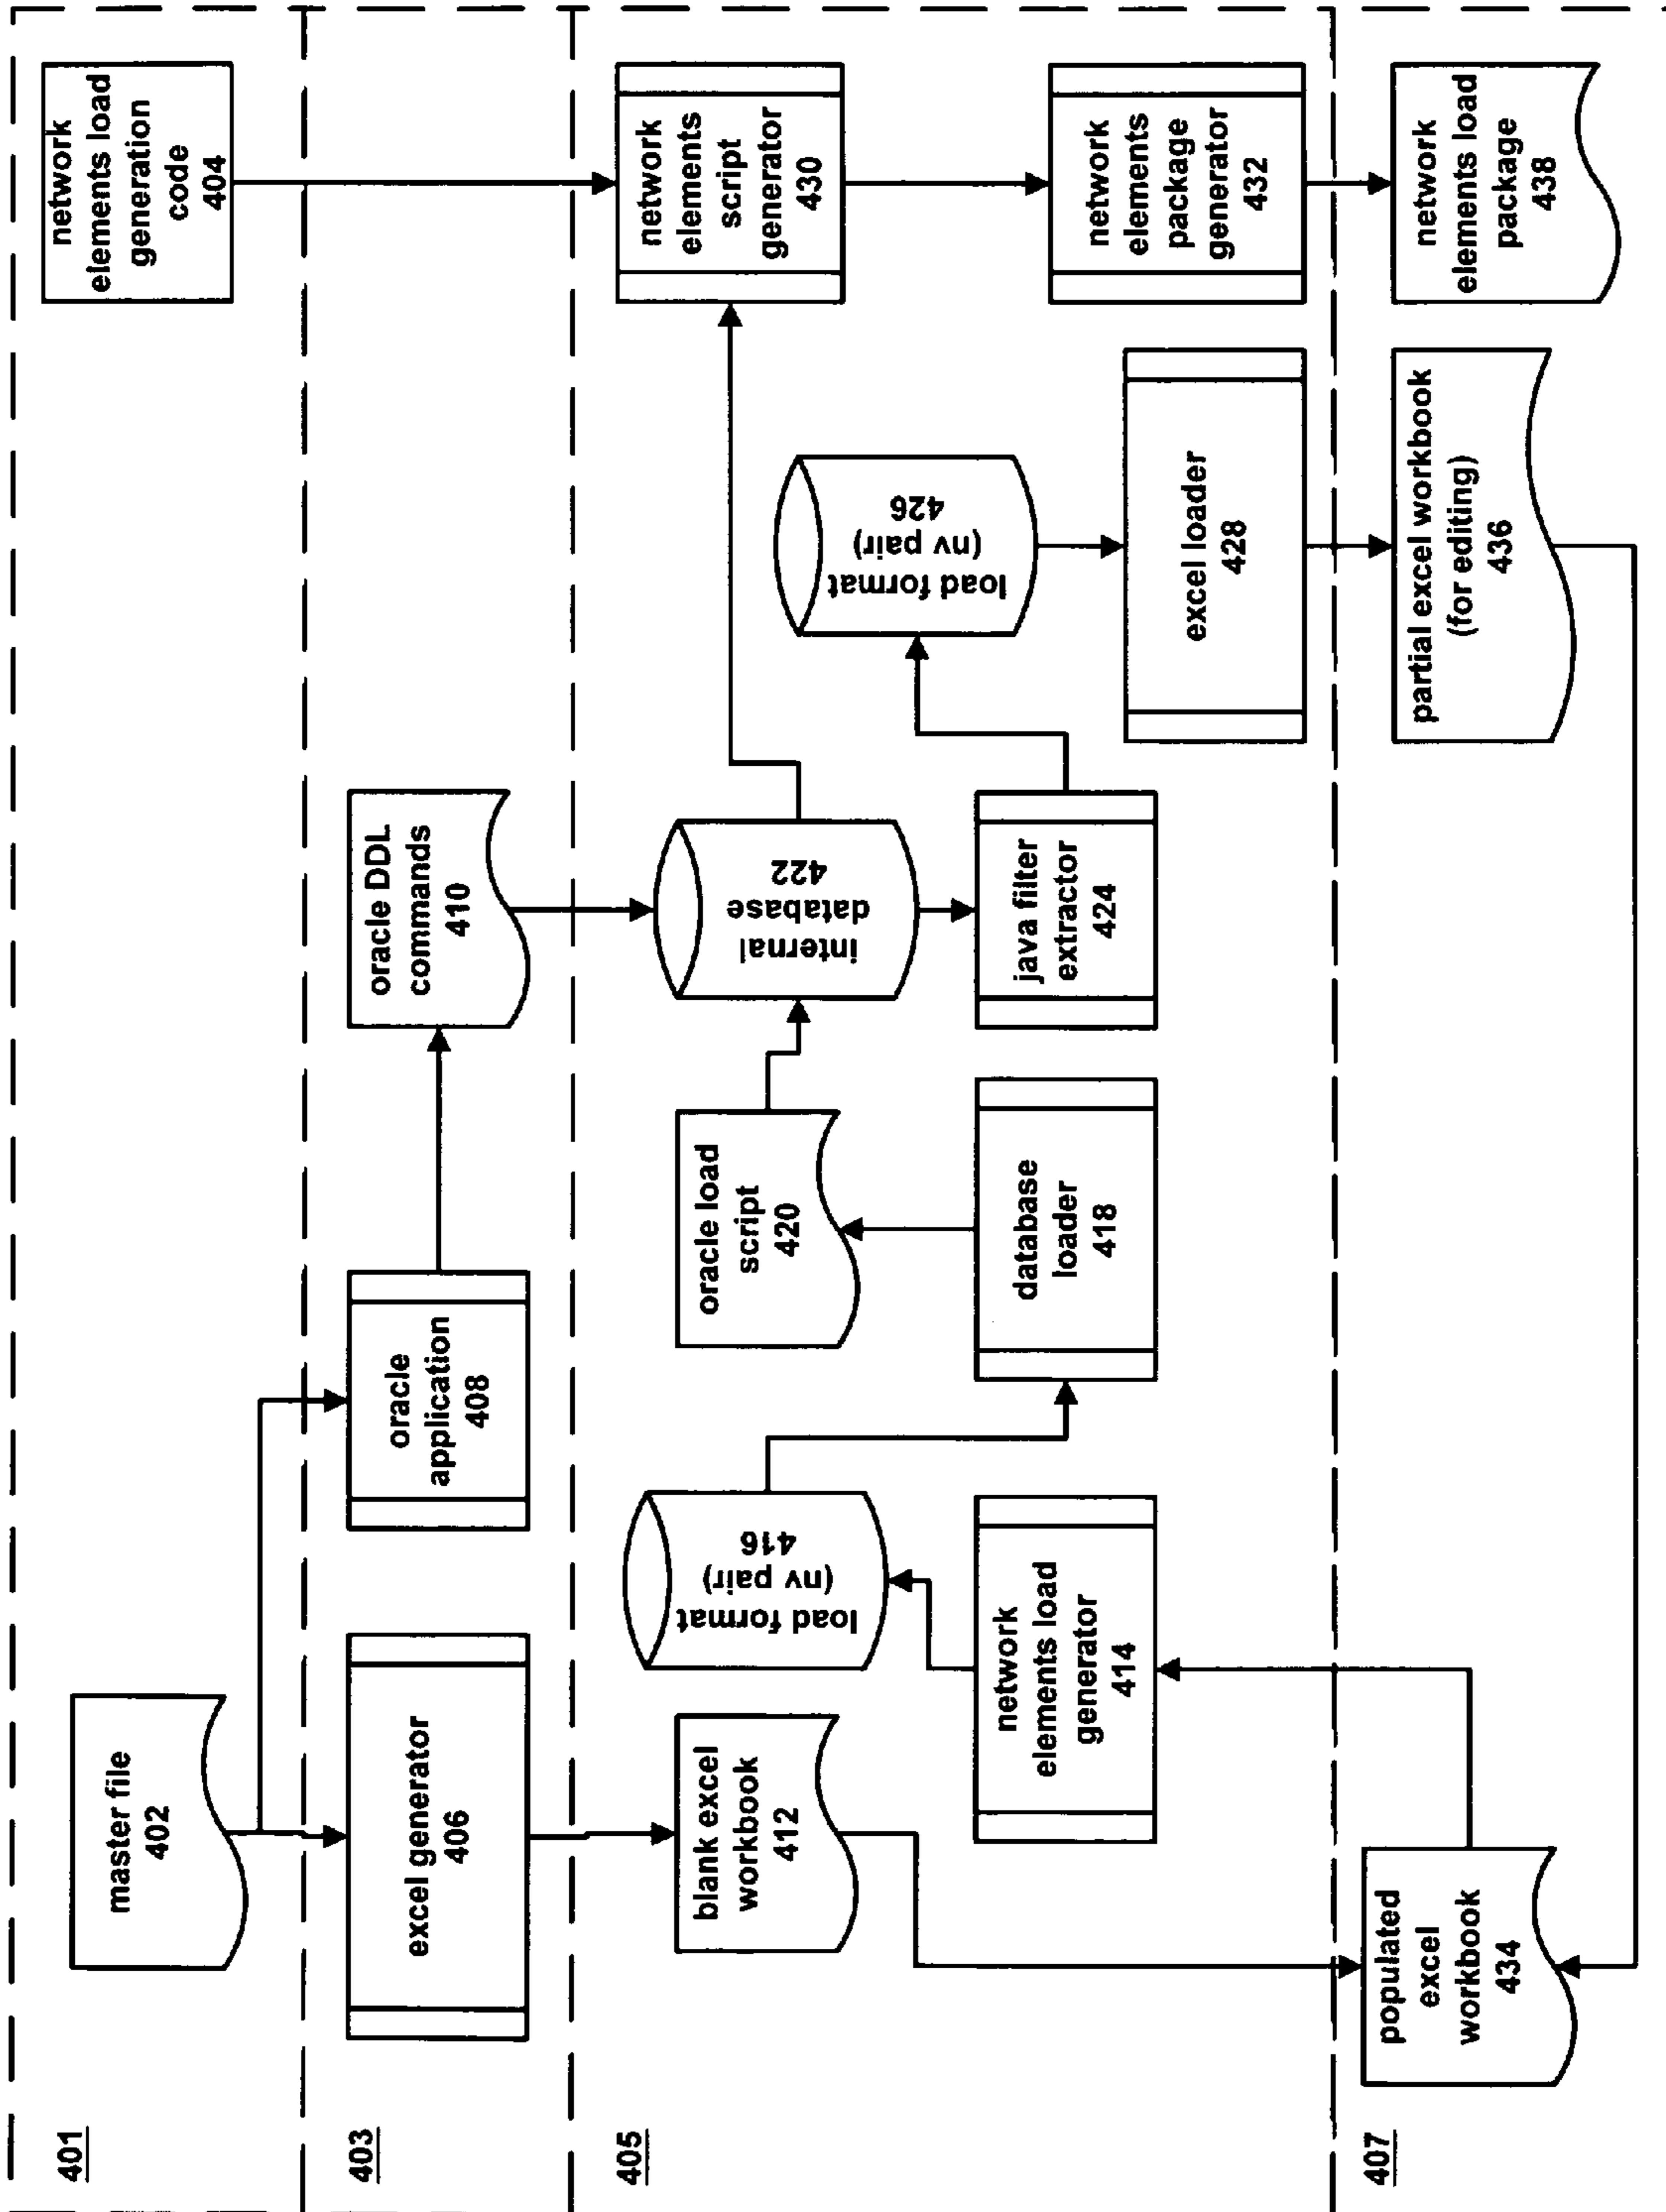 401
master file
402
network
elements load
generation
code
404
403
excel generator
406
oracle
application
408
oracle DDL
commands
410
405
blank excel
workbook
412
network
elements load
generator
414
load format
(nv pair)
416
database
loader
418
oracle load
script
420
internal
database
422
java filter
extractor
424
load format
(nv pair)
426
excel loader
428
network
elements
script
generator
430
network
elements
package
generator
432
407
populated
excel
workbook
434
partial excel workbook
(for editing)
436
network
elements load
package
438